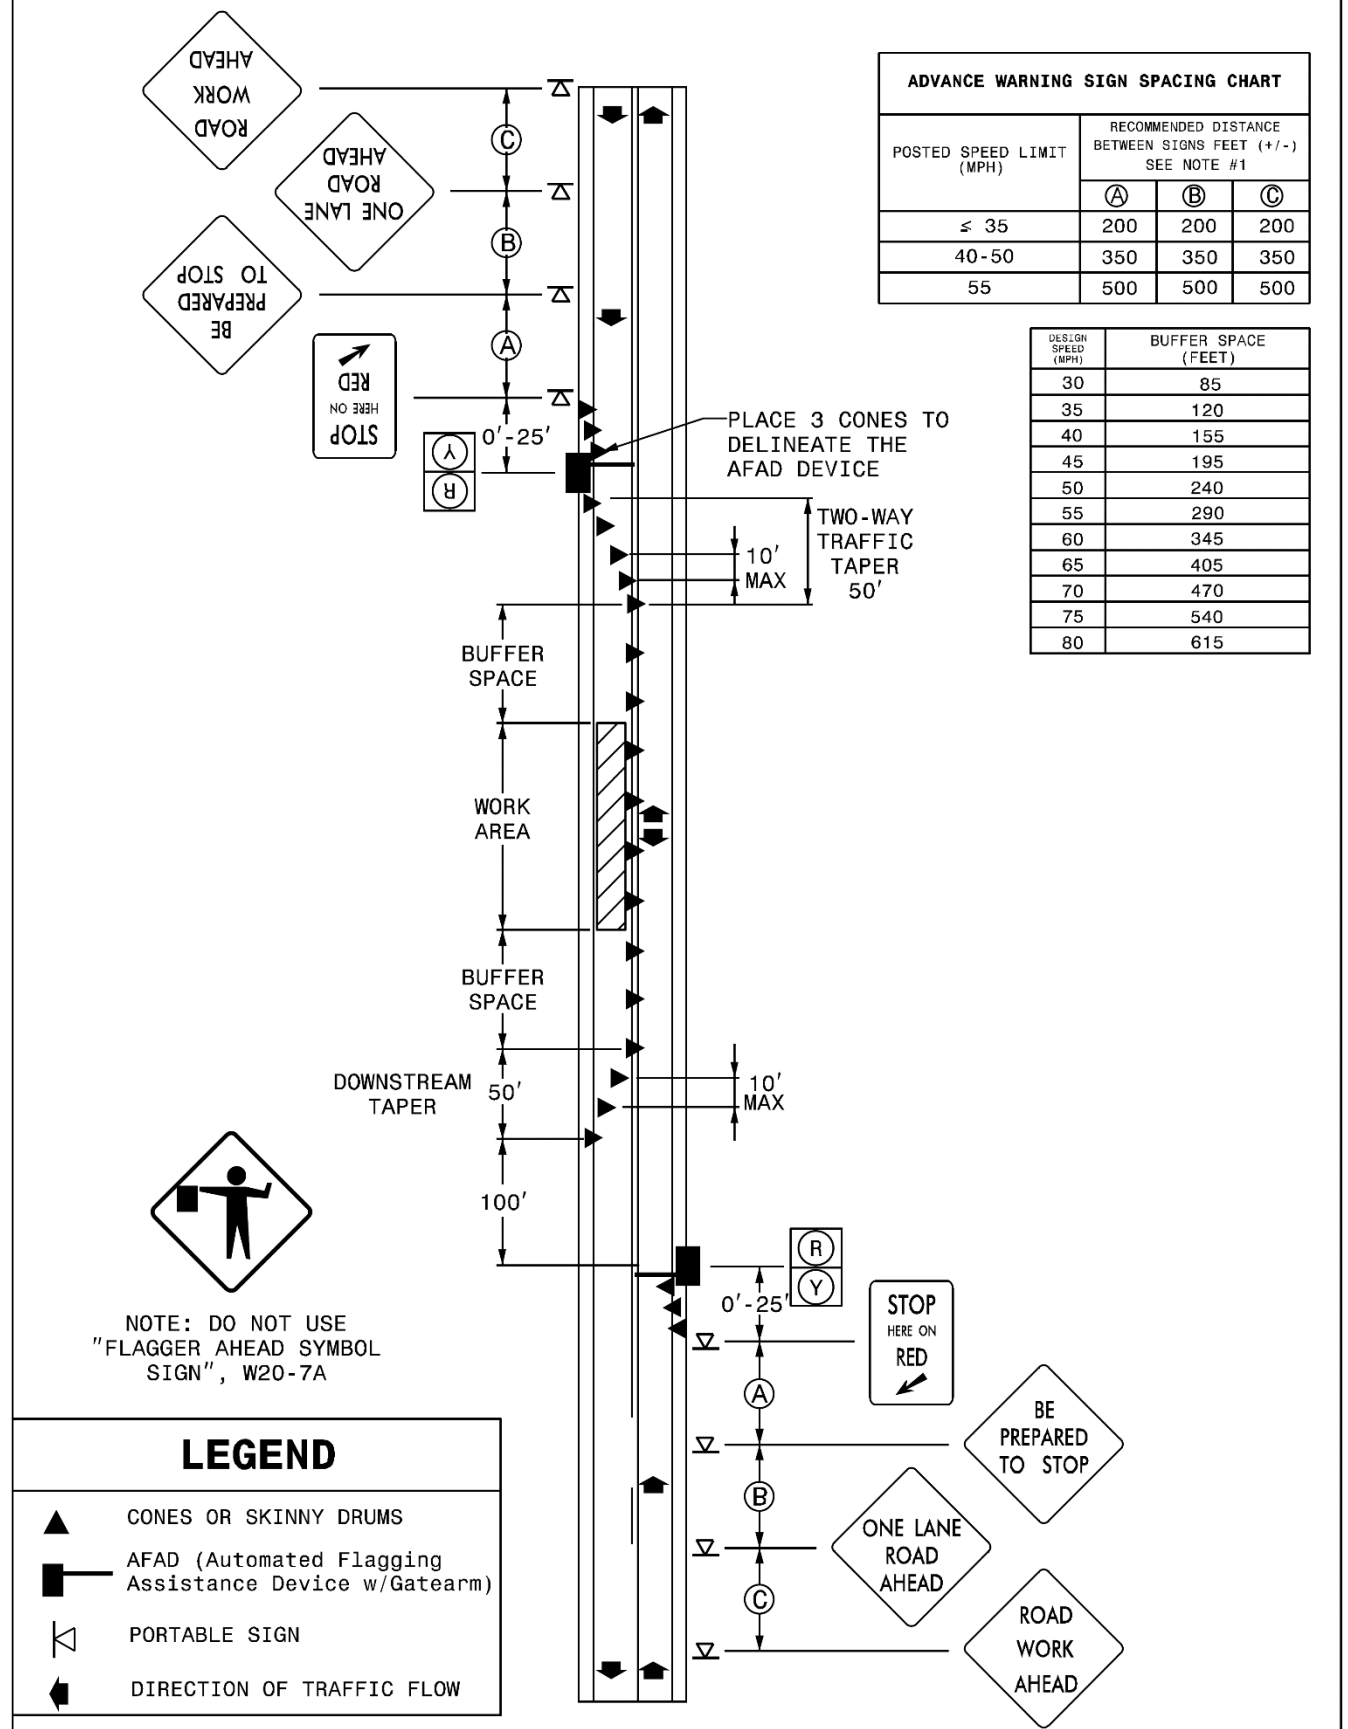 ROAD
WORK
AHEAD
ONE LANE
ROAD
AHEAD
BE
PREPARED
TO STOP
STOP
HERE ON
RED
C
B
A
0'-25'
Y
R
PLACE 3 CONES TO
DELINEATE THE
AFAD DEVICE
TWO-WAY
TRAFFIC
TAPER
50'
10'
MAX
BUFFER
SPACE
WORK
AREA
BUFFER
SPACE
DOWNSTREAM
TAPER
50'
10'
MAX
100'
R
Y
0'-25'
STOP
HERE ON
RED
A
BE
PREPARED
TO STOP
B
ONE LANE
ROAD
AHEAD
C
ROAD
WORK
AHEAD
ADVANCE WARNING SIGN SPACING CHART
POSTED SPEED LIMIT
(MPH)
RECOMMENDED DISTANCE
BETWEEN SIGNS FEET (+/-)
SEE NOTE #1
A B C
≤ 35 200 200 200
40-50 350 350 350
55 500 500 500
DESIGN
SPEED
(MPH)
BUFFER SPACE
(FEET)
30 85
35 120
40 155
45 195
50 240
55 290
60 345
65 405
70 470
75 540
80 615
NOTE: DO NOT USE
"FLAGGER AHEAD SYMBOL
SIGN", W20-7A
LEGEND
CONES OR SKINNY DRUMS
AFAD (Automated Flagging
Assistance Device w/Gatearm)
PORTABLE SIGN
DIRECTION OF TRAFFIC FLOW